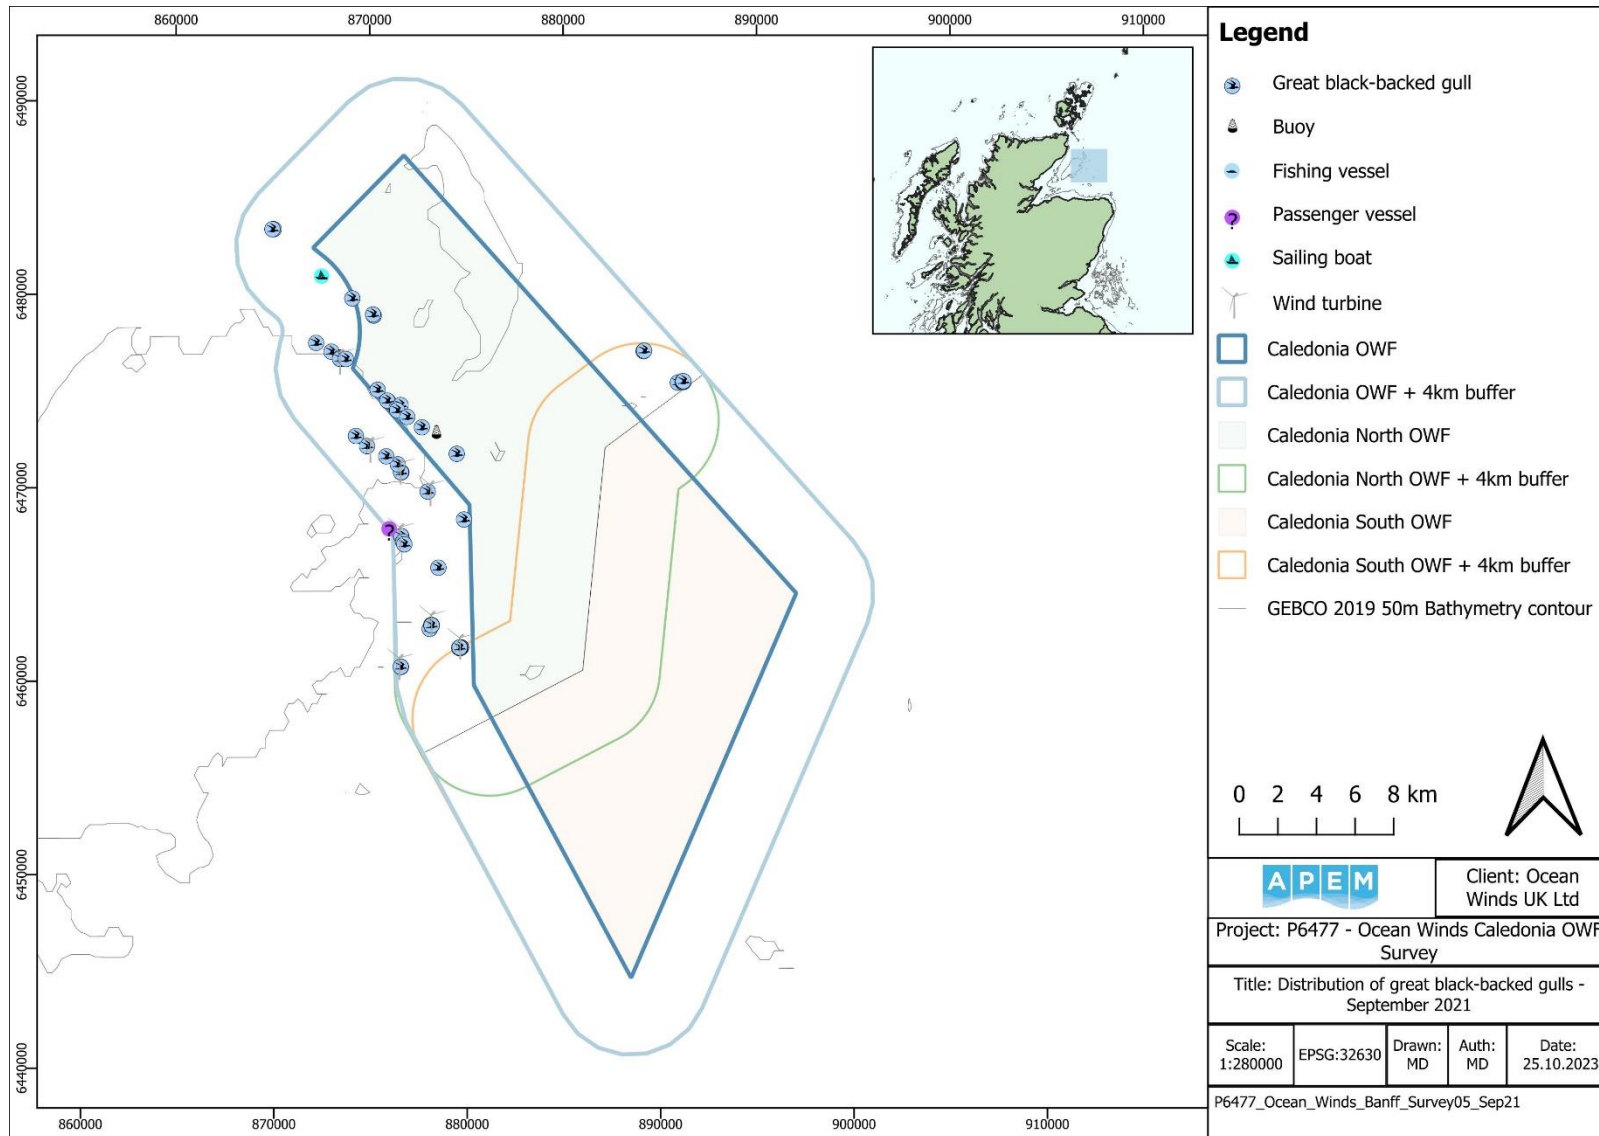 860000 870000 880000 890000 900000 910000
6490000
6480000
6470000
6460000
6450000
6440000
860000 870000 880000 890000 900000 910000
Legend
Great black-backed gull
Buoy
Fishing vessel
?
Passenger vessel
Sailing boat
Wind turbine
Caledonia OWF
Caledonia OWF + 4km buffer
Caledonia North OWF
Caledonia North OWF + 4km buffer
Caledonia South OWF
Caledonia South OWF + 4km buffer
GEBCO 2019 50m Bathymetry contour
?
0 2 4 6 8 km
APEM
Client: Ocean
Winds UK Ltd
Project: P6477 - Ocean Winds Caledonia OWF
Survey
Title: Distribution of great black-backed gulls -
September 2021
Scale:
1:280000
EPSG:32630
Drawn:
MD
Auth:
MD
Date:
25.10.2023
P6477_Ocean_Winds_Banff_Survey05_Sep21